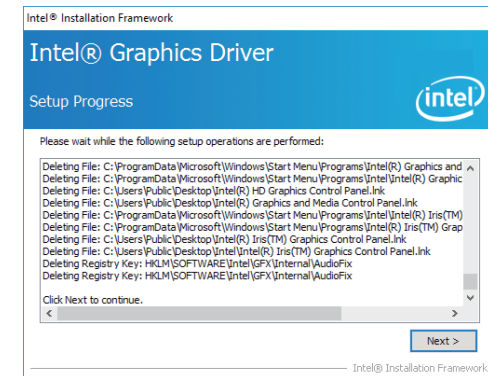 Intel® Installation Framework
Intel® Graphics Driver
Setup Progress
intel
Please wait while the following setup operations are performed:
Deleting File: C:\ProgramData\Microsoft\Windows\Start Menu\Programs\Intel(R) Graphics and
Deleting File: C:\ProgramData\Microsoft\Windows\Start Menu\Programs\Intel\Intel(R) Graphic
Deleting File: C:\Users\Public\Desktop\Intel(R) HD Graphics Control Panel.lnk
Deleting File: C:\Users\Public\Desktop\Intel(R) Graphics and Media Control Panel.lnk
Deleting File: C:\ProgramData\Microsoft\Windows\Start Menu\Programs\Intel\Intel(R) Iris(TM)
Deleting File: C:\ProgramData\Microsoft\Windows\Start Menu\Programs\Intel(R) Iris(TM) Grap
Deleting File: C:\Users\Public\Desktop\Intel(R) Iris(TM) Graphics Control Panel.lnk
Deleting File: C:\Users\Public\Desktop\Intel\Intel(R) Iris(TM) Graphics Control Panel.lnk
Deleting Registry Key: HKLM\SOFTWARE\Intel\GFX\Internal\AudioFix
Deleting Registry Key: HKLM\SOFTWARE\Intel\GFX\Internal\AudioFix
Click Next to continue.
Next >
Intel® Installation Framework